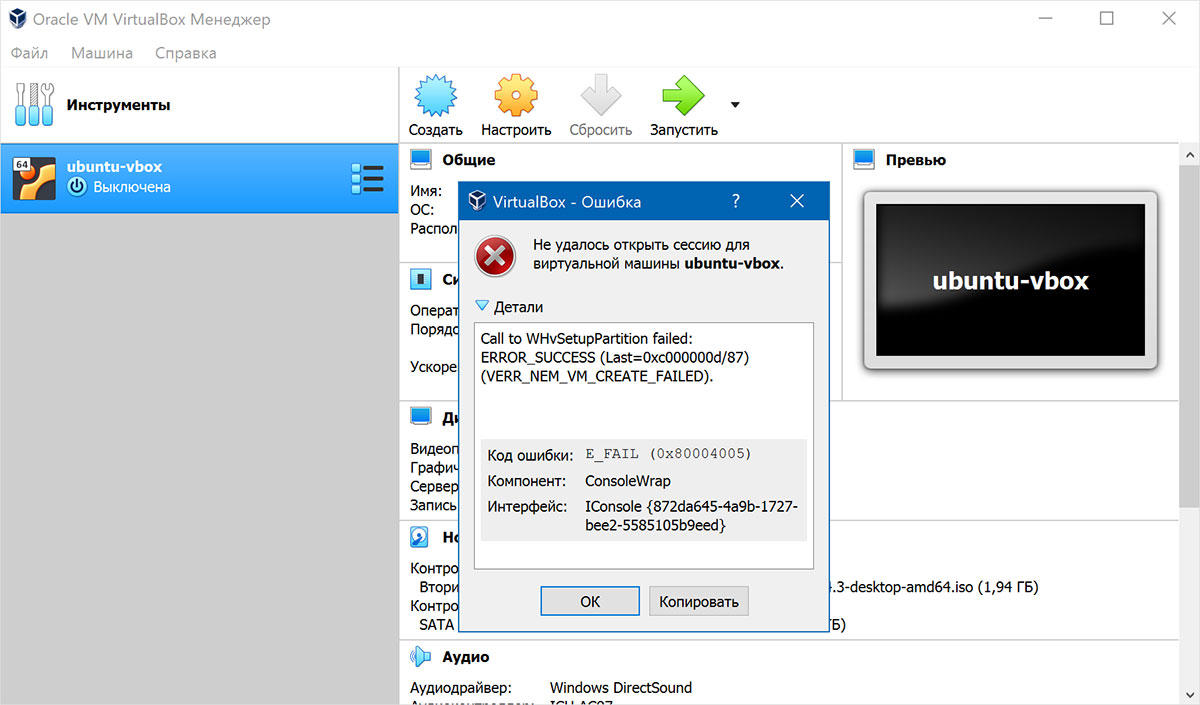 Oracle VM VirtualBox Менеджер
Файл Машина Справка
Инструменты
Создать Настроить Сбросить Запустить
64
ubuntu-vbox
Выключена
Общие
Имя:
ОС:
Распол
Превью
ubuntu-vbox
VirtualBox - Ошибка ?
Не удалось открыть сессию для
виртуальной машины ubuntu-vbox.
Детали
Call to WHvSetupPartition failed:
ERROR_SUCCESS (Last=0xc000000d/87)
(VERR_NEM_VM_CREATE_FAILED).
Код ошибки: E_FAIL (0x80004005)
Компонент: ConsoleWrap
Интерфейс: IConsole {872da645-4a9b-1727-
bee2-5585105b9eed}
OK Копировать
Си
Операт
Порядо
Ускоре
Ди
Видеоп
Графич
Сервер
Запись
Но
Контро
Втори
.3-desktop-amd64.iso (1,94 ГБ)
Контро
SATA
ГБ)
Аудио
Аудиодрайвер: Windows DirectSound